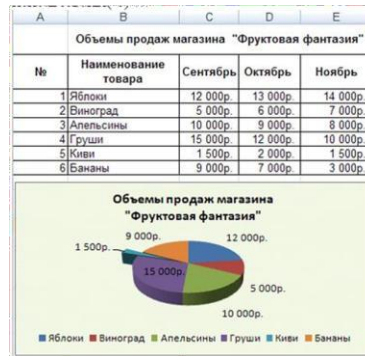 A B C D E
Объемы продаж магазина "Фруктовая фантазия"
№ Наименование товара Сентябрь Октябрь Ноябрь
1 Яблоки 12 000р. 13 000р. 14 000р.
2 Виноград 5 000р. 6 000р. 7 000р.
3 Апельсины 10 000р. 9 000р. 8 000р.
4 Груши 15 000р. 12 000р. 10 000р.
5 Киви 1 500р. 2 000р. 1 500р.
6 Бананы 9 000р. 7 000р. 3 000р.
Объемы продаж магазина
"Фруктовая фантазия"
9 000р. 12 000р.
1 500р.
15 000р.
5 000р.
10 000р.
Яблоки Виноград Апельсины Груши Киви Бананы